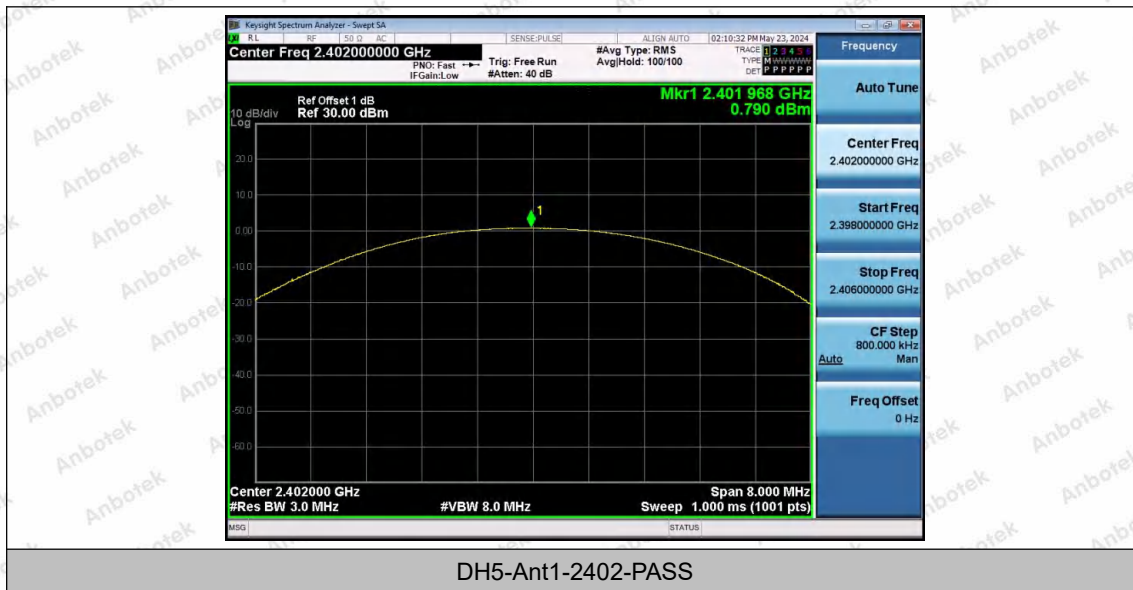 Keysight Spectrum Analyzer - Swept SA
RL RF 50 Ω AC SENSE:PULSE ALIGN AUTO 02:10:32 PM May 23, 2024
Center Freq 2.402000000 GHz
PNO: Fast
IFGain:Low
Trig: Free Run
#Atten: 40 dB
#Avg Type: RMS
Avg|Hold: 100/100
TRACE 1 2 3 4 5 6
TYPE M WWWWW
DET P P P P P P
Ref Offset 1 dB
10 dB/div Ref 30.00 dBm
Log
Mkr1 2.401 968 GHz
0.790 dBm
20.0
10.0
0.00
-10.0
-20.0
-30.0
-40.0
-50.0
-60.0
1
Center 2.402000 GHz Span 8.000 MHz
#Res BW 3.0 MHz #VBW 8.0 MHz Sweep 1.000 ms (1001 pts)
MSG STATUS
Frequency
Auto Tune
Center Freq
2.402000000 GHz
Start Freq
2.398000000 GHz
Stop Freq
2.406000000 GHz
CF Step
800.000 kHz
Auto Man
Freq Offset
0 Hz
DH5-Ant1-2402-PASS
Anbotek